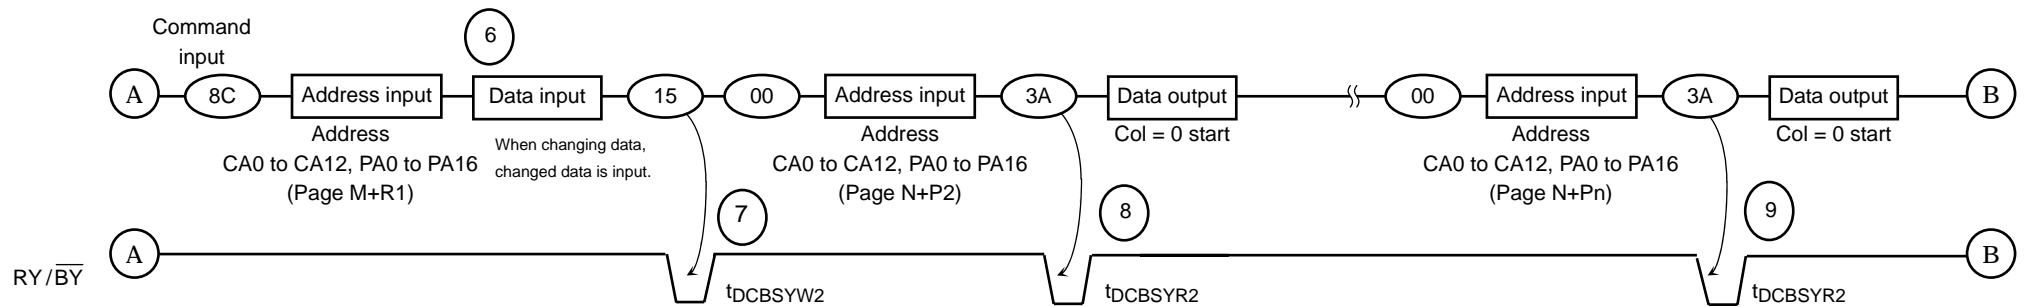 Command
input
6
A
8C
Address input
Data input
15
00
Address input
3A
Data output
00
Address input
3A
Data output
B
Address
CA0 to CA12, PA0 to PA16
(Page M+R1)
When changing data,
changed data is input.
Address
CA0 to CA12, PA0 to PA16
(Page N+P2)
Col = 0 start
Address
CA0 to CA12, PA0 to PA16
(Page N+Pn)
Col = 0 start
7
8
9
A
B
RY/BY
tDCBSYW2
tDCBSYR2
tDCBSYR2